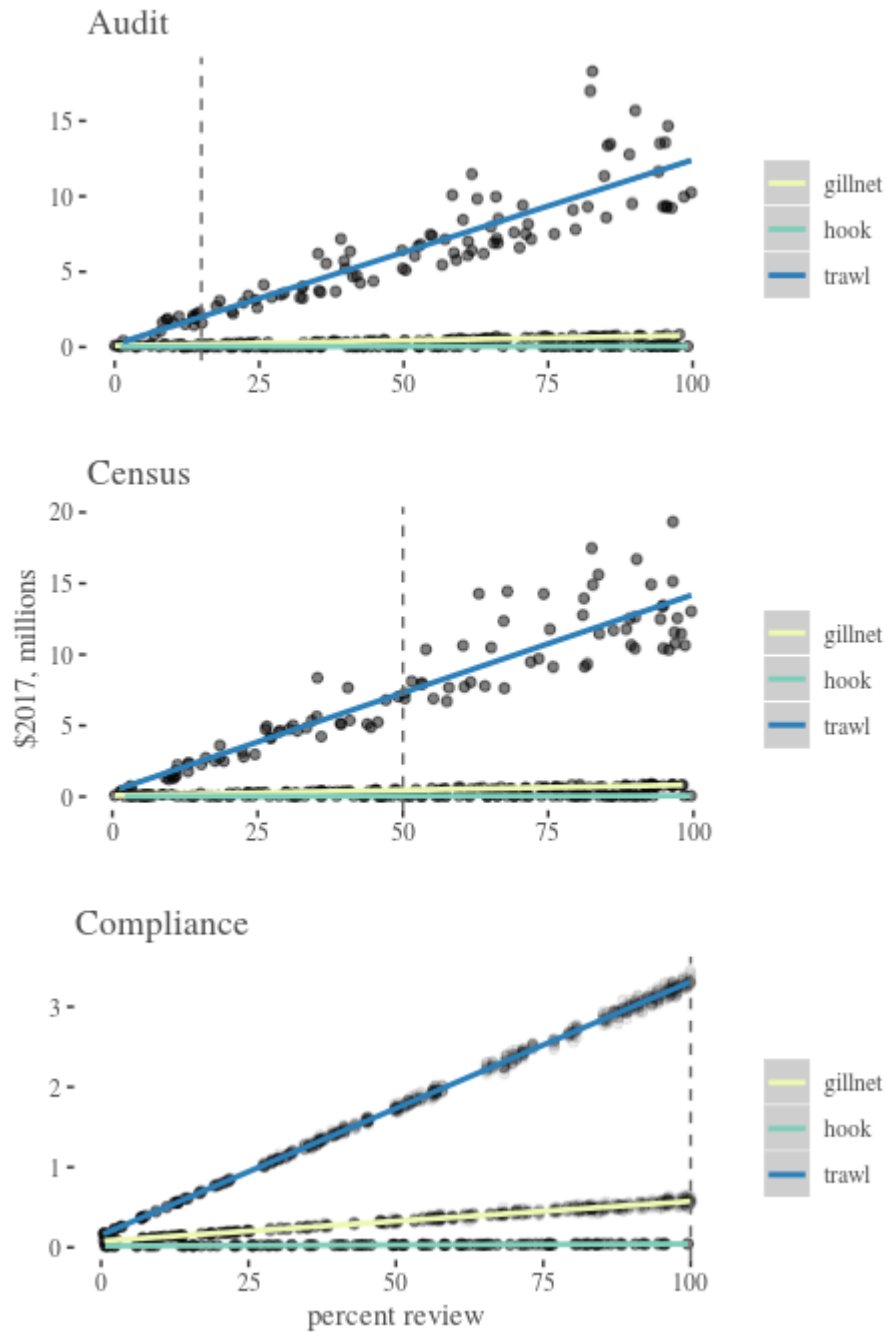 Audit
15
10
5
0
0 25 50 75 100
gillnet
hook
trawl
Census
$2017, millions
20
15
10
5
0
0 25 50 75 100
gillnet
hook
trawl
Compliance
3
2
1
0
0 25 50 75 100
percent review
gillnet
hook
trawl